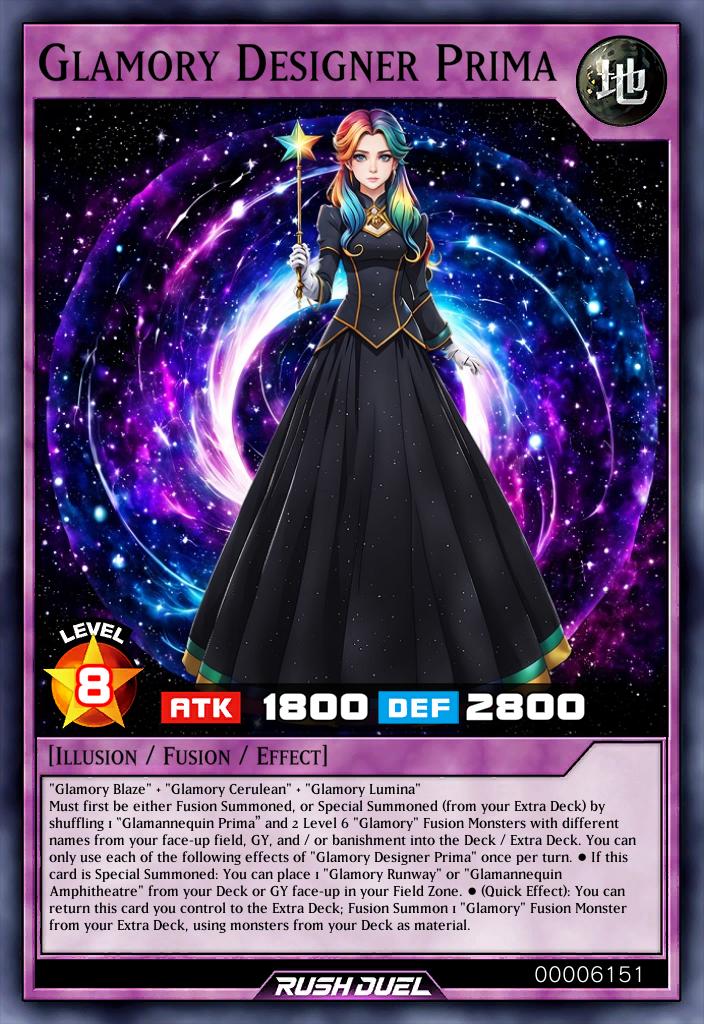 Glamory Designer Prima
地
LEVEL
8
ATK 1800 DEF 2800
[Illusion / Fusion / Effect]
"Glamory Blaze" + "Glamory Cerulean" + "Glamory Lumina"
Must first be either Fusion Summoned, or Special Summoned (from your Extra Deck) by
shuffling 1 "Glamannequin Prima" and 2 Level 6 "Glamory" Fusion Monsters with different
names from your face-up field, GY, and / or banishment into the Deck / Extra Deck. You can
only use each of the following effects of "Glamory Designer Prima" once per turn. ● If this
card is Special Summoned: You can place 1 "Glamory Runway" or "Glamannequin
Amphitheatre" from your Deck or GY face-up in your Field Zone. ● (Quick Effect): You can
return this card you control to the Extra Deck; Fusion Summon 1 "Glamory" Fusion Monster
from your Extra Deck, using monsters from your Deck as material.
00006151
RUSH DUEL